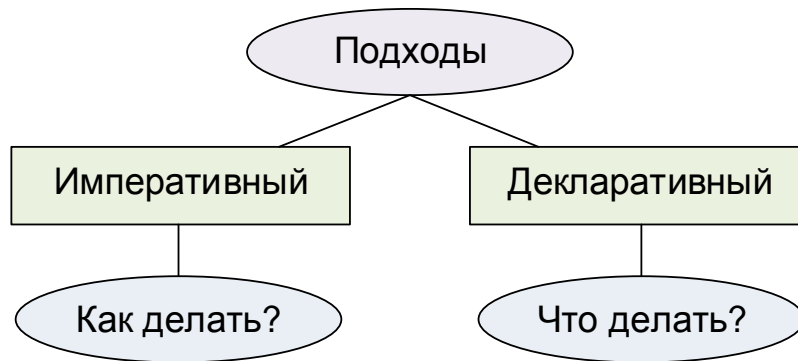 Подходы
Императивный
Декларативный
Как делать?
Что делать?